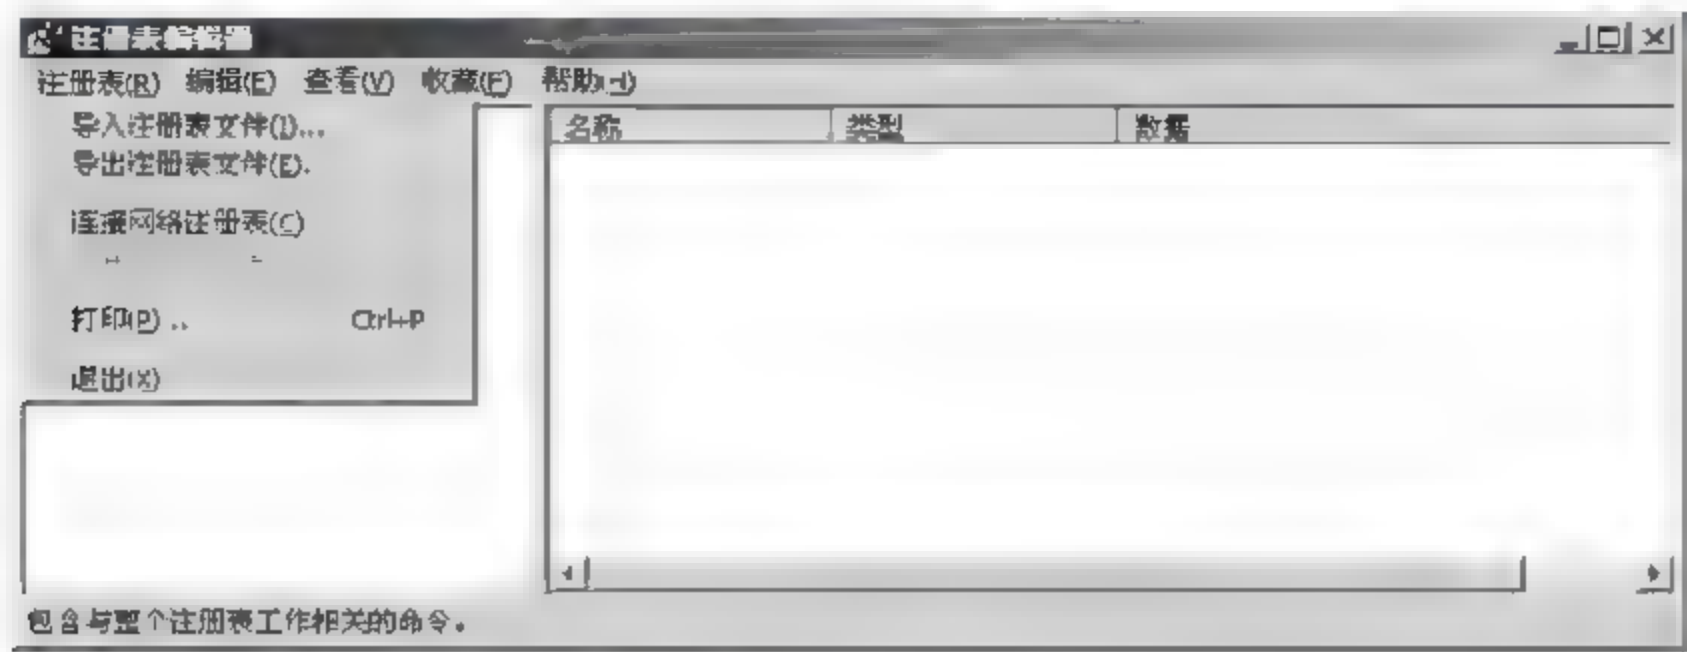 注册表编辑器
注册表(R) 编辑(E) 查看(V) 收藏(F) 帮助(H)
导入注册表文件(I)...
导出注册表文件(E).
连接网络注册表(C)
打印(P) .. Ctrl+P
退出(X)
名称 类型 数据
包含与整个注册表工作相关的命令。